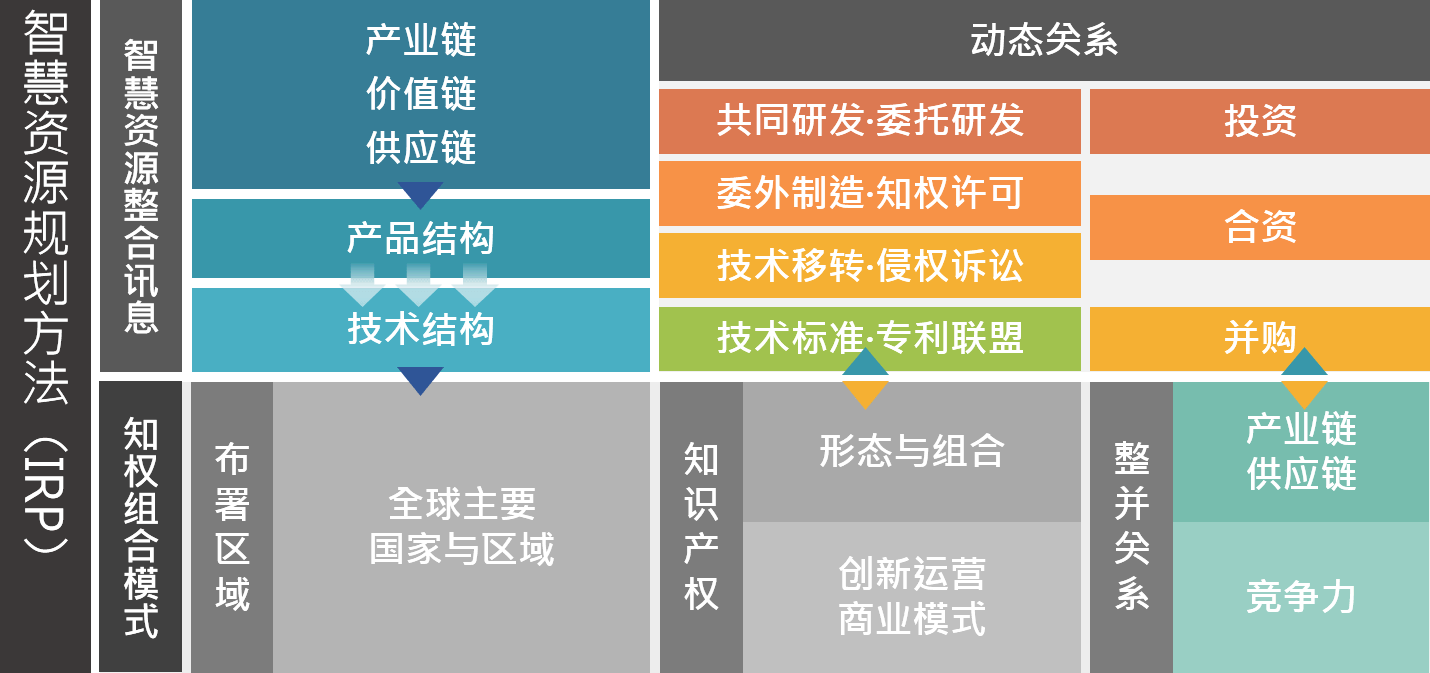 智慧资源规划方法（IRP）
智慧资源整合讯息
产业链
价值链
供应链
产品结构
技术结构
动态关系
共同研发·委托研发
委外制造·知权许可
技术移转·侵权诉讼
技术标准·专利联盟
投资
合资
并购
知权组合模式
布署区域
全球主要
国家与区域
知识产权
形态与组合
创新运营
商业模式
整并关系
产业链
供应链
竞争力